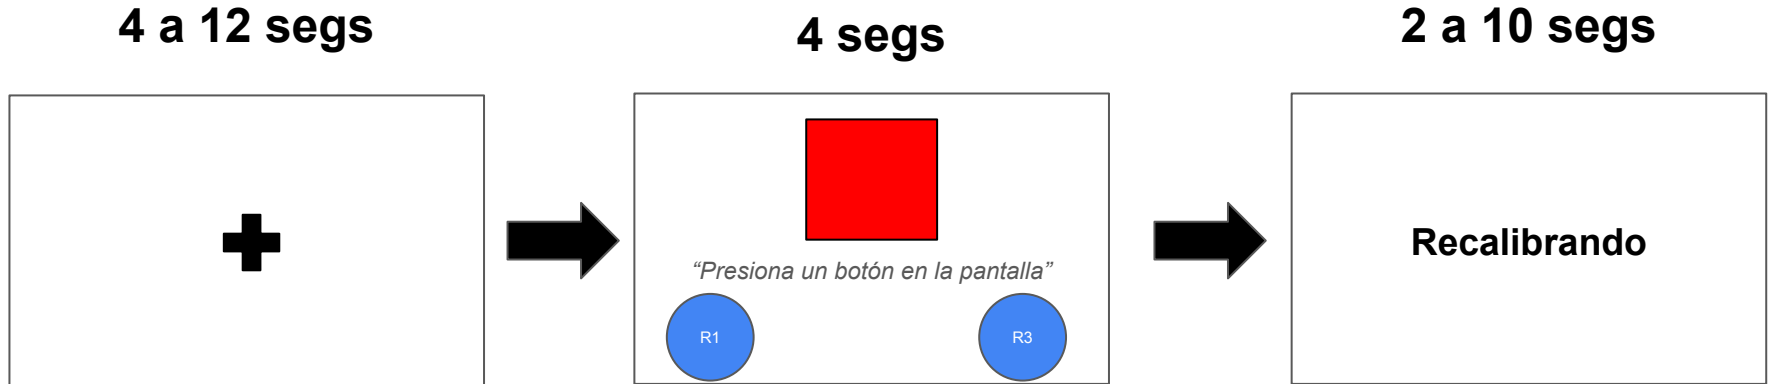 4 a 12 segs
4 segs
2 a 10 segs
“Presiona un botón en la pantalla”
R1
R3
Recalibrando